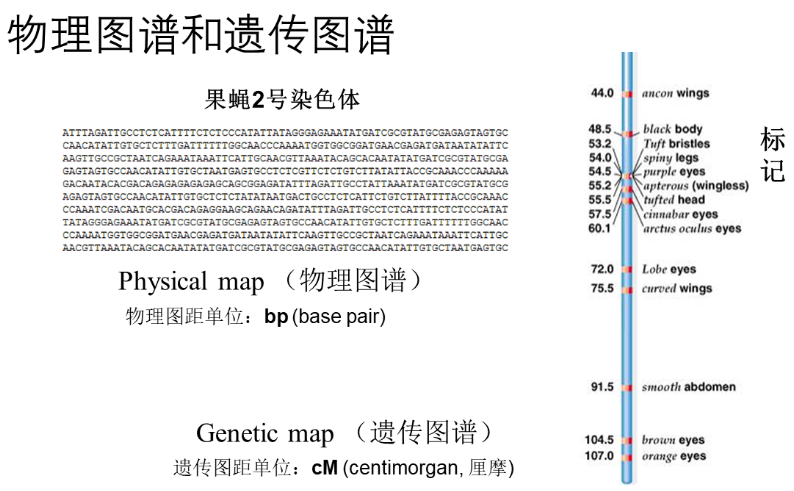 物理图谱和遗传图谱
果蝇2号染色体
ATTTAGATTGCCTCTCATTTTCTCTCCCATATTATAGGGAGAAATATGATCGCGTATGCGAGAGTAGTGC
CAACATATTGTGCTCTTTGATTTTTTGGCAACCCAAAATGGTGGCGGATGAACGAGATGATAATATATTC
AAGTTGCCGCTAATCAGAAATAAATTCATTGCAACGTTAAATACAGCACAATATATGATCGCGTATGCGA
GAGTAGTGCCAACATATTGTGCTAATGAGTGCCTCTCGTTCTCTGTCTTATATTACCGCAAACCCAAAAA
GACAATACACGACAGAGAGAGAGAGCAGCGGAGATATTTAGATTGCCTATTAAATATGATCGCGTATGCG
AGAGTAGTGCCAACATATTGTGCTCTCTATATAATGACTGCCTCTCATTCTGTCTTATTTTACCGCAAAC
CCAAATCGACAATGCACGACAGAGGAAGCAGAACAGATATTTAGATTGCCTCTCATTTTCTCTCCCATAT
TATAGGGAGAAATATGATCGCGTATGCGAGAGTAGTGCCAACATATTGTGCTCTTTGATTTTTTGGCAAC
CCAAAATGGTGGCGGATGAACGAGATGATAATATATTCAAGTTGCCGCTAATCAGAAATAAATTCATTGC
AACGTTAAATACAGCACAATATATGATCGCGTATGCGAGAGTAGTGCCAACATATTGTGCTAATGAGTGC
Physical map （物理图谱）
物理图距单位：bp (base pair)
Genetic map （遗传图谱）
遗传图距单位：cM (centimorgan, 厘摩)
44.0 ancon wings
48.5 black body
53.2 Tuft bristles
54.0 spiny legs
54.5 purple eyes
55.2 apterous (wingless)
55.5 tufted head
57.5 cinnabar eyes
60.1 arctus oculus eyes
72.0 Lobe eyes
75.5 curved wings
91.5 smooth abdomen
104.5 brown eyes
107.0 orange eyes
标
记